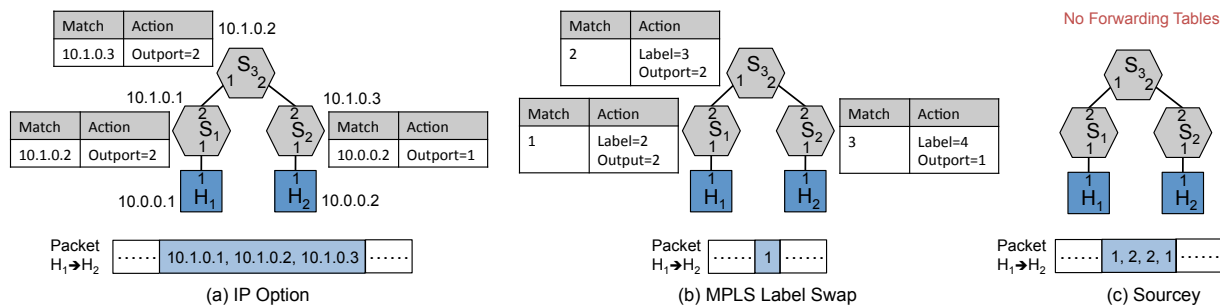 Match Action
10.1.0.3 Outport=2
10.1.0.2
S3
1 2
10.1.0.1
10.1.0.3
Match Action
10.1.0.2 Outport=2
2
S1
1
2
S2
1
Match Action
10.0.0.2 Outport=1
10.0.0.1
1
H1
1
H2
10.0.0.2
Packet
H1➔H2
...... 10.1.0.1, 10.1.0.2, 10.1.0.3 ......
(a) IP Option
Match Action
2 Label=3
Outport=2
S3
1 2
Match Action
1 Label=2
Output=2
2
S1
1
2
S2
1
Match Action
3 Label=4
Outport=1
1
H1
1
H2
Packet
H1➔H2
...... 1 ......
(b) MPLS Label Swap
No Forwarding Tables
S3
1 2
2
S1
1
2
S2
1
1
H1
1
H2
Packet
H1➔H2
...... 1, 2, 2, 1 ......
(c) Sourcey